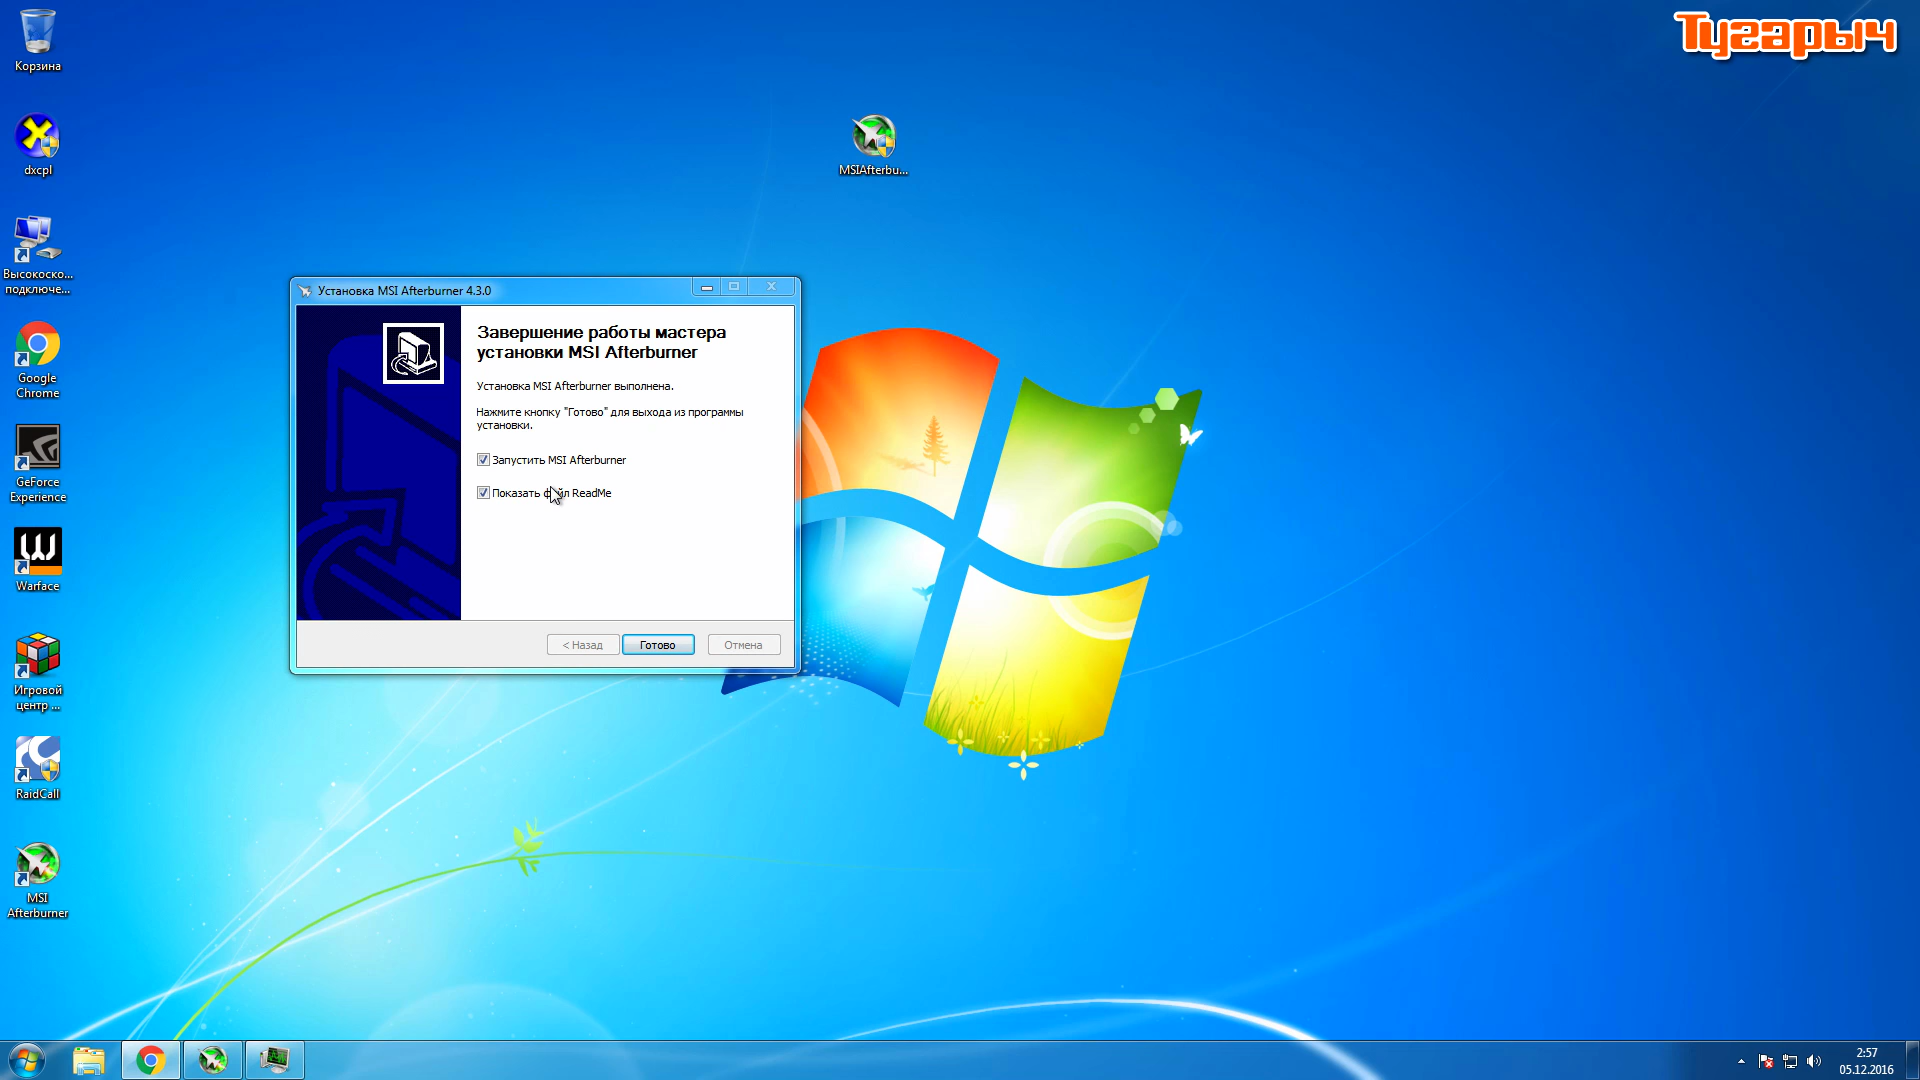 Тугарыч
Корзина
dxcpl
Высокоско...
подключе...
Google
Chrome
GeForce
Experience
Warface
Игровой
центр ...
RaidCall
MSI
Afterburner
MSIAfterbu...
Установка MSI Afterburner 4.3.0
Завершение работы мастера
установки MSI Afterburner
Установка MSI Afterburner выполнена.
Нажмите кнопку "Готово" для выхода из программы
установки.
Запустить MSI Afterburner
Показать файл ReadMe
< Назад
Готово
Отмена
2:57
05.12.2016